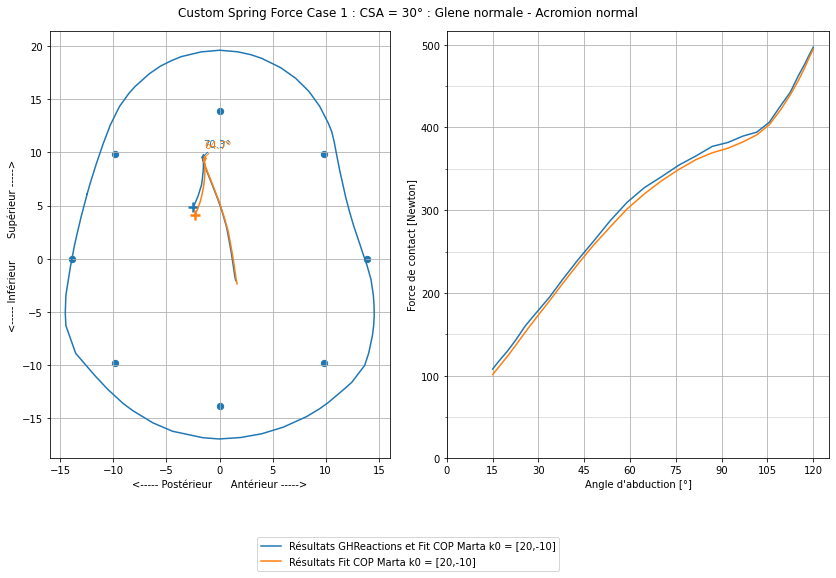 Custom Spring Force Case 1 : CSA = 30° : Glene normale - Acromion normal
20
15
10
5
0
−5
−10
−15
<----- Inférieur      Supérieur ----->
70.3°
−15 −10 −5 0 5 10 15
<----- Postérieur      Antérieur ----->
500
400
300
200
100
0
Force de contact [Newton]
0 15 30 45 60 75 90 105 120
Angle d'abduction [°]
Résultats GHReactions et Fit COP Marta k0 = [20,-10]
Résultats Fit COP Marta k0 = [20,-10]